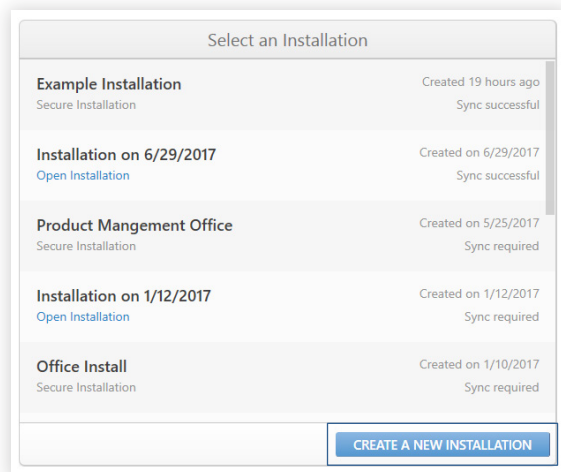 Select an Installation
Example Installation
Created 19 hours ago
Secure Installation
Sync successful
Installation on 6/29/2017
Created on 6/29/2017
Open Installation
Sync successful
Product Mangement Office
Created on 5/25/2017
Secure Installation
Sync required
Installation on 1/12/2017
Created on 1/12/2017
Open Installation
Sync required
Office Install
Created on 1/10/2017
Secure Installation
Sync required
CREATE A NEW INSTALLATION